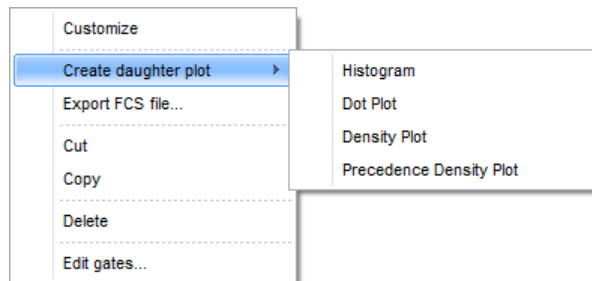 Customize
Create daughter plot
Export FCS file...
Cut
Copy
Delete
Edit gates...
Histogram
Dot Plot
Density Plot
Precedence Density Plot